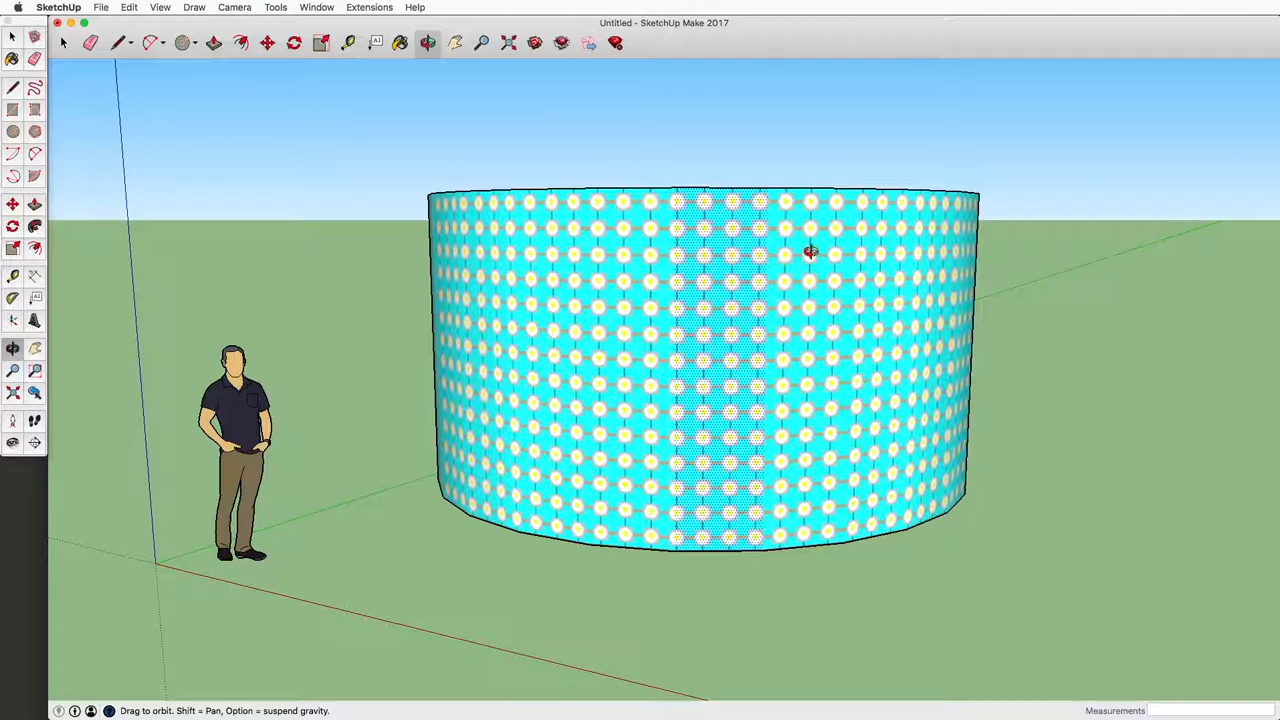 SketchUp File Edit View Draw Camera Tools Window Extensions Help
Untitled - SketchUp Make 2017
Drag to orbit. Shift = Pan, Option = suspend gravity.
Measurements